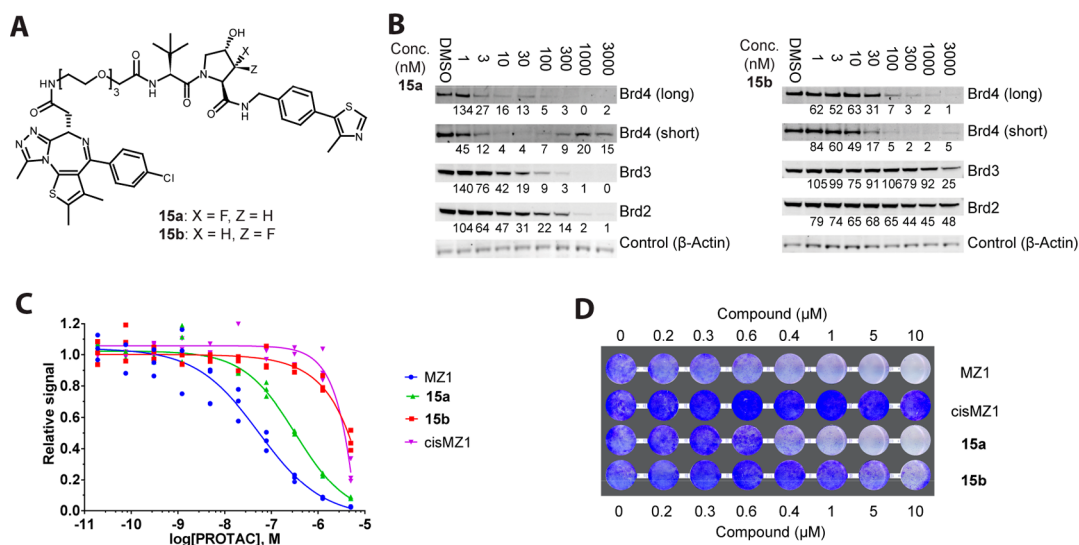 A
OH
X
Z
HN
O
3
O
N
H
O
N
O
HN
O
S
N
O
N
N
N
N
S
Cl
15a: X = F, Z = H
15b: X = H, Z = F
B
Conc.
(nM)
15a
DMSO 1 3 10 30 100 300 1000 3000
Brd4 (long)
134 27 16 13 5 3 0 2
Brd4 (short)
45 12 4 4 7 9 20 15
Brd3
140 76 42 19 9 3 1 0
Brd2
104 64 47 31 22 14 2 1
Control (β-Actin)
Conc.
(nM)
15b
DMSO 1 3 10 30 100 300 1000 3000
Brd4 (long)
62 52 63 31 7 3 2 1
Brd4 (short)
84 60 49 17 5 2 2 5
Brd3
105 99 75 91 106 79 92 25
Brd2
79 74 65 68 65 44 45 48
Control (β-Actin)
C
Relative signal
1.2
1.0
0.8
0.6
0.4
0.2
0.0
-11 -10 -9 -8 -7 -6 -5
log[PROTAC], M
MZ1
15a
15b
cisMZ1
D
Compound (μM)
0 0.2 0.3 0.6 0.4 1 5 10
MZ1
cisMZ1
15a
15b
0 0.2 0.3 0.6 0.4 1 5 10
Compound (μM)